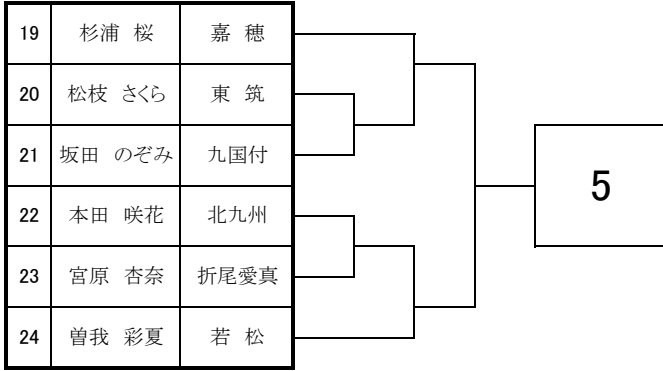 19 杉浦 桜 嘉 穂
20 松枝 さくら 東 筑
21 坂田 のぞみ 九国付
22 本田 咲花 北九州
23 宮原 杏奈 折尾愛真
24 曽我 彩夏 若 松
5